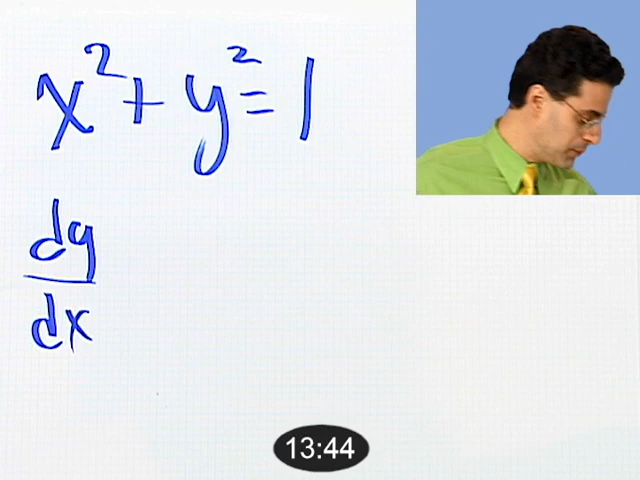 x² + y² = 1
dy
dx
13:44